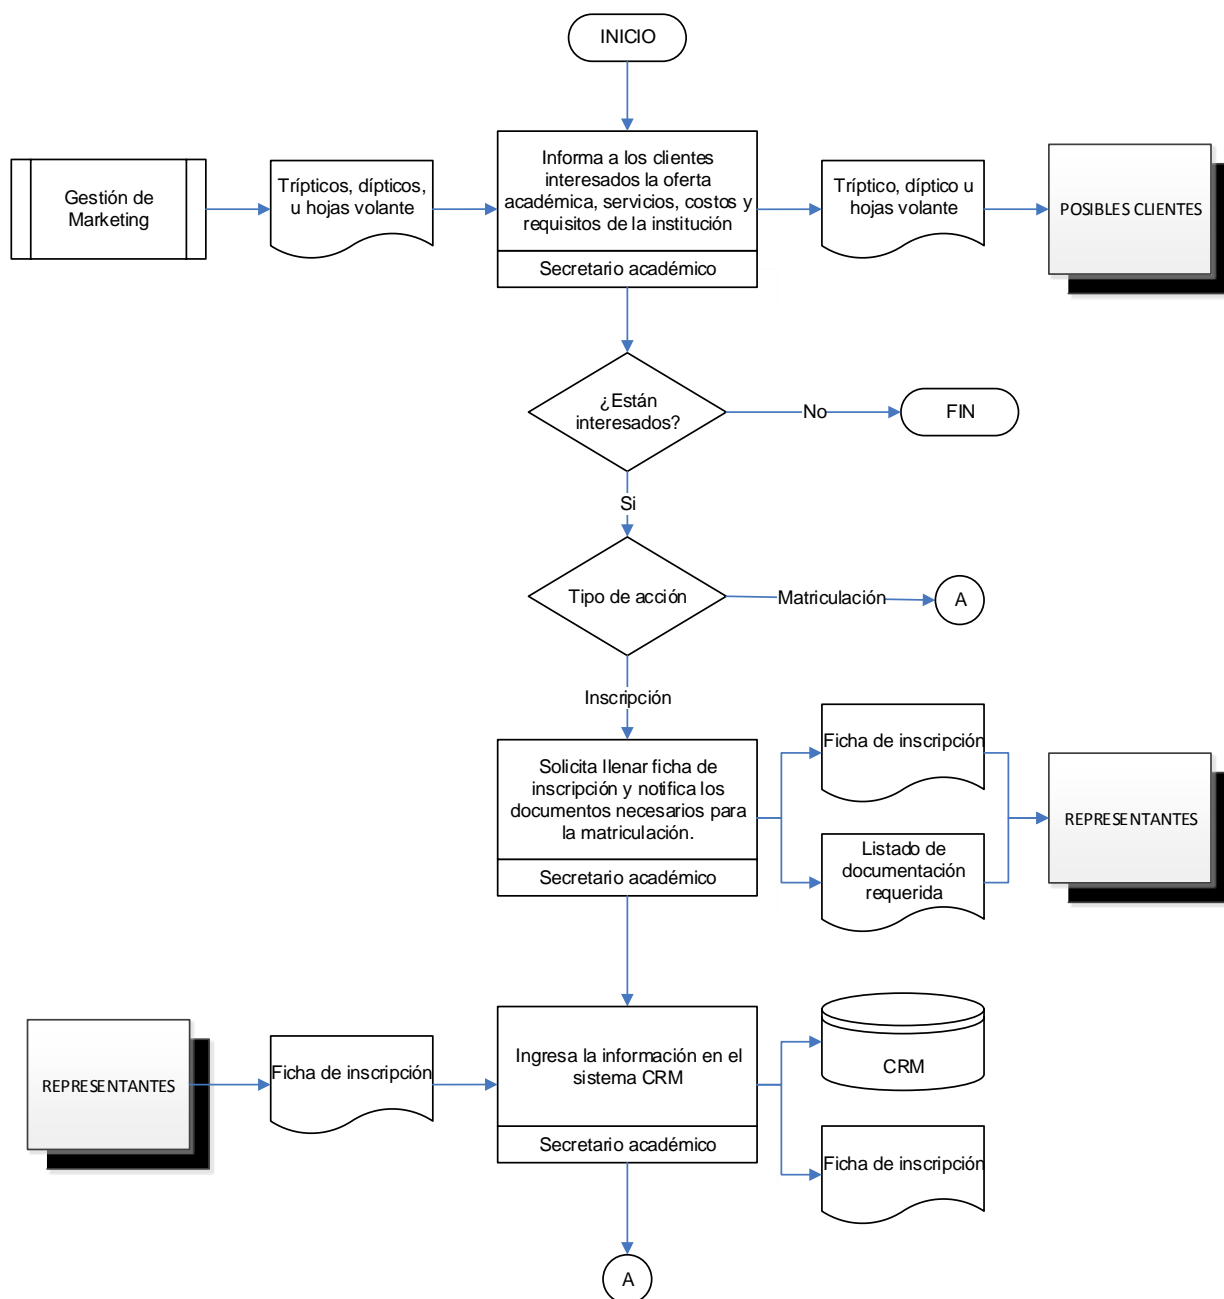 INICIO
Gestión de
Marketing
Trípticos, dípticos,
u hojas volante
Informa a los clientes
interesados la oferta
académica, servicios, costos y
requisitos de la institución
Secretario académico
Tríptico, díptico u
hojas volante
POSIBLES CLIENTES
¿Están
interesados?
No
FIN
Si
Tipo de acción
Matriculación
A
Inscripción
Solicita llenar ficha de
inscripción y notifica los
documentos necesarios para
la matriculación.
Secretario académico
Ficha de inscripción
Listado de
documentación
requerida
REPRESENTANTES
REPRESENTANTES
Ficha de inscripción
Ingresa la información en el
sistema CRM
Secretario académico
CRM
Ficha de inscripción
A